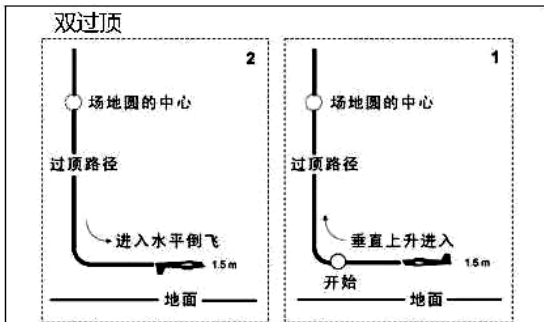 双过顶
2
场地圆的中心
过顶路径
进入水平倒飞
1.5 m
地面
1
场地圆的中心
过顶路径
垂直上升进入
1.5 m
开始
地面